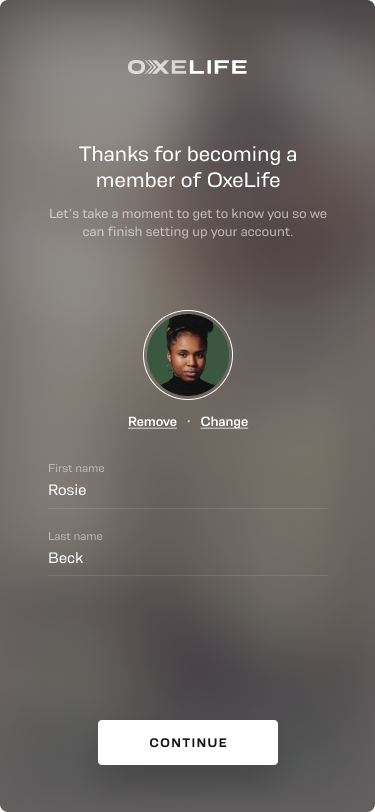 OXELIFE
Thanks for becoming a
member of OxeLife
Let's take a moment to get to know you so we
can finish setting up your account.
Remove · Change
First name
Rosie
Last name
Beck
CONTINUE